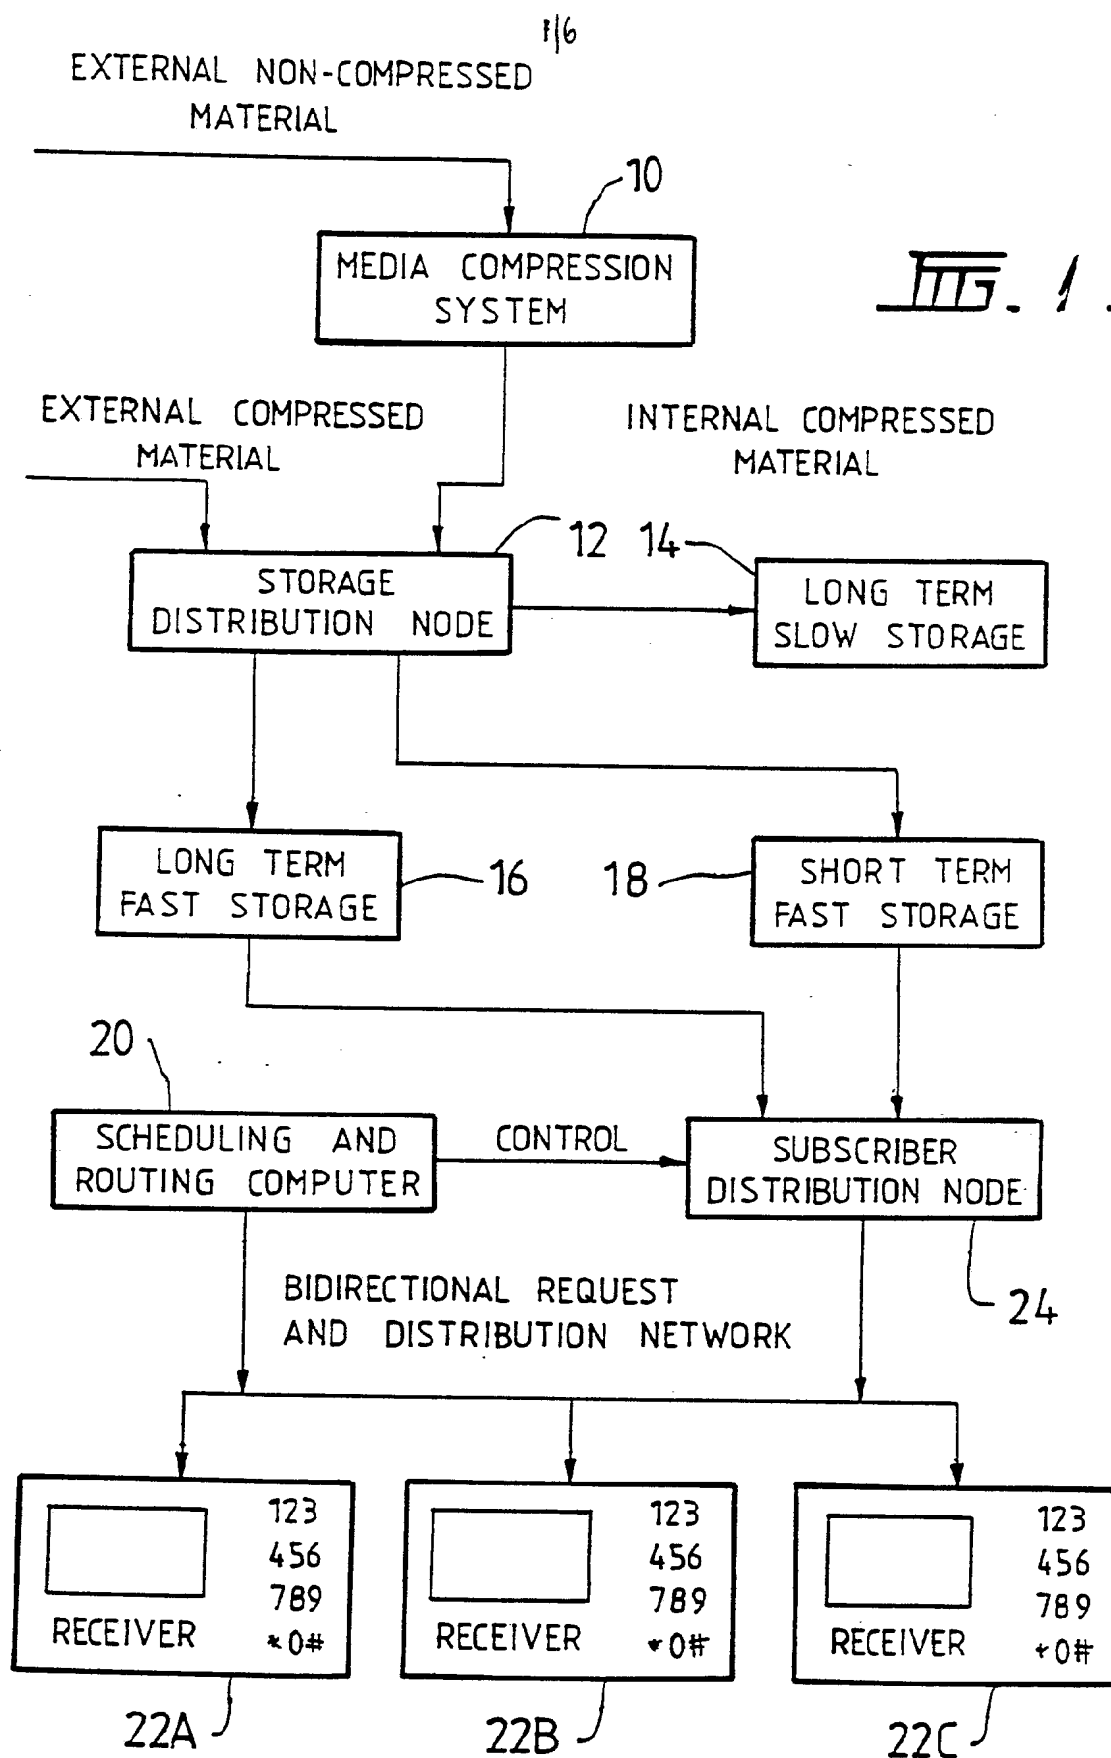 1/6
EXTERNAL NON-COMPRESSED
MATERIAL
10
MEDIA COMPRESSION
SYSTEM
FIG. 1.
EXTERNAL COMPRESSED
MATERIAL
INTERNAL COMPRESSED
MATERIAL
12
14
STORAGE
DISTRIBUTION NODE
LONG TERM
SLOW STORAGE
LONG TERM
FAST STORAGE
16
18
SHORT TERM
FAST STORAGE
20
SCHEDULING AND
ROUTING COMPUTER
CONTROL
SUBSCRIBER
DISTRIBUTION NODE
24
BIDIRECTIONAL REQUEST
AND DISTRIBUTION NETWORK
123
456
789
RECEIVER
*0#
22A
123
456
789
RECEIVER
*0#
22B
123
456
789
RECEIVER
*0#
22C